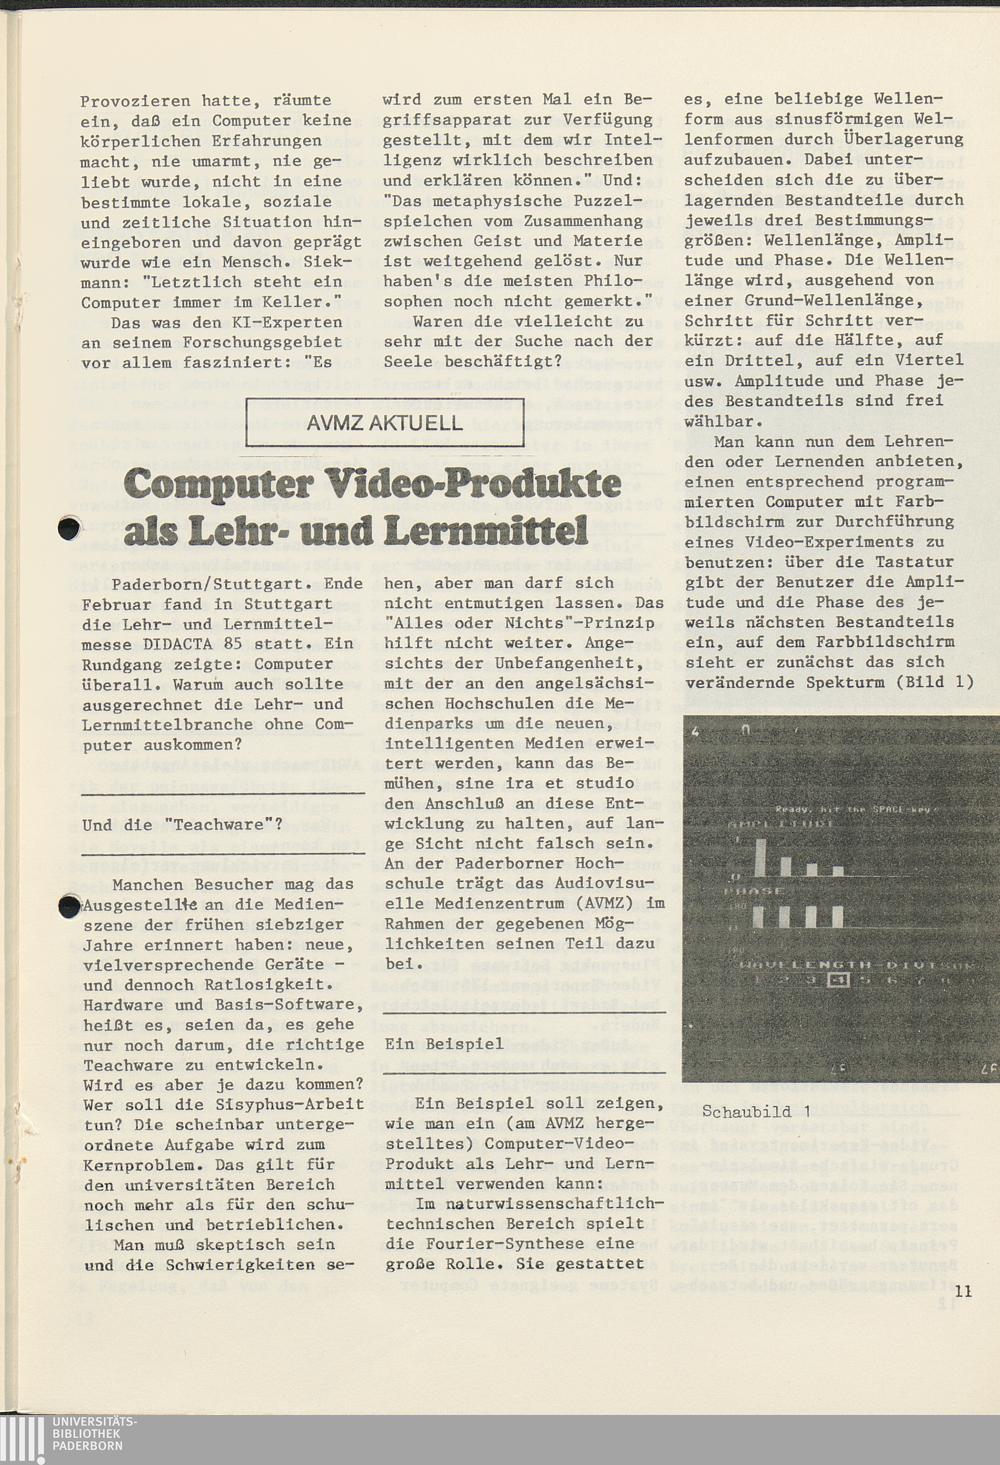 Provozieren hatte, räumte
ein, daß ein Computer keine
körperlichen Erfahrungen
macht, nie umarmt, nie ge-
liebt wurde, nicht in eine
bestimmte lokale, soziale
und zeitliche Situation hin-
eingeboren und davon geprägt
wurde wie ein Mensch. Siek-
mann: "Letztlich steht ein
Computer immer im Keller."
Das was den KI-Experten
an seinem Forschungsgebiet
vor allem fasziniert: "Es
wird zum ersten Mal ein Be-
griffsapparat zur Verfügung
gestellt, mit dem wir Intel-
ligenz wirklich beschreiben
und erklären können." Und:
"Das metaphysische Puzzel-
spielchen vom Zusammenhang
zwischen Geist und Materie
ist weitgehend gelöst. Nur
haben's die meisten Philo-
sophen noch nicht gemerkt."
Waren die vielleicht zu
sehr mit der Suche nach der
Seele beschäftigt?
AVMZ AKTUELL
Computer Video-Produkte
als Lehr- und Lernmittel
Paderborn/Stuttgart. Ende
Februar fand in Stuttgart
die Lehr- und Lernmittel-
messe DIDACTA 85 statt. Ein
Rundgang zeigte: Computer
überall. Warum auch sollte
ausgerechnet die Lehr- und
Lernmittelbranche ohne Com-
puter auskommen?
Und die "Teachware"?
Manchen Besucher mag das
Ausgestellte an die Medien-
szene der frühen siebziger
Jahre erinnert haben: neue,
vielversprechende Geräte -
und dennoch Ratlosigkeit.
Hardware und Basis-Software,
heißt es, seien da, es gehe
nur noch darum, die richtige
Teachware zu entwickeln.
Wird es aber je dazu kommen?
Wer soll die Sisyphus-Arbeit
tun? Die scheinbar unterge-
ordnete Aufgabe wird zum
Kernproblem. Das gilt für
den universitäten Bereich
noch mehr als für den schu-
lischen und betrieblichen.
Man muß skeptisch sein
und die Schwierigkeiten se-
hen, aber man darf sich
nicht entmutigen lassen. Das
"Alles oder Nichts"-Prinzip
hilft nicht weiter. Ange-
sichts der Unbefangenheit,
mit der an den angelsächsi-
schen Hochschulen die Me-
dienparks um die neuen,
intelligenten Medien erwei-
tert werden, kann das Be-
mühen, sine ira et studio
den Anschluß an diese Ent-
wicklung zu halten, auf lan-
ge Sicht nicht falsch sein.
An der Paderborner Hoch-
schule trägt das Audiovisu-
elle Medienzentrum (AVMZ) im
Rahmen der gegebenen Mög-
lichkeiten seinen Teil dazu
bei.
Ein Beispiel
Ein Beispiel soll zeigen,
wie man ein (am AVMZ herge-
stelltes) Computer-Video-
Produkt als Lehr- und Lern-
mittel verwenden kann:
Im naturwissenschaftlich-
technischen Bereich spielt
die Fourier-Synthese eine
große Rolle. Sie gestattet
es, eine beliebige Wellen-
form aus sinusförmigen Wel-
lenformen durch Überlagerung
aufzubauen. Dabei unter-
scheiden sich die zu über-
lagernden Bestandteile durch
jeweils drei Bestimmungs-
größen: Wellenlänge, Ampli-
tude und Phase. Die Wellen-
länge wird, ausgehend von
einer Grund-Wellenlänge,
Schritt für Schritt ver-
kürzt: auf die Hälfte, auf
ein Drittel, auf ein Viertel
usw. Amplitude und Phase je-
des Bestandteils sind frei
wählbar.
Man kann nun dem Lehren-
den oder Lernenden anbieten,
einen entsprechend program-
mierten Computer mit Farb-
bildschirm zur Durchführung
eines Video-Experiments zu
benutzen: über die Tastatur
gibt der Benutzer die Ampli-
tude und die Phase des je-
weils nächsten Bestandteils
ein, auf dem Farbbildschirm
sieht er zunächst das sich
verändernde Spekturm (Bild 1)
4
Ready, hit the SPACE-key
AMPLITUDE
PHASE
WAVELENGTH-DIVISOR
1 2 3 4 5 6 7 8
Schaubild 1
11
UNIVERSITÄTS-
BIBLIOTHEK
PADERBORN